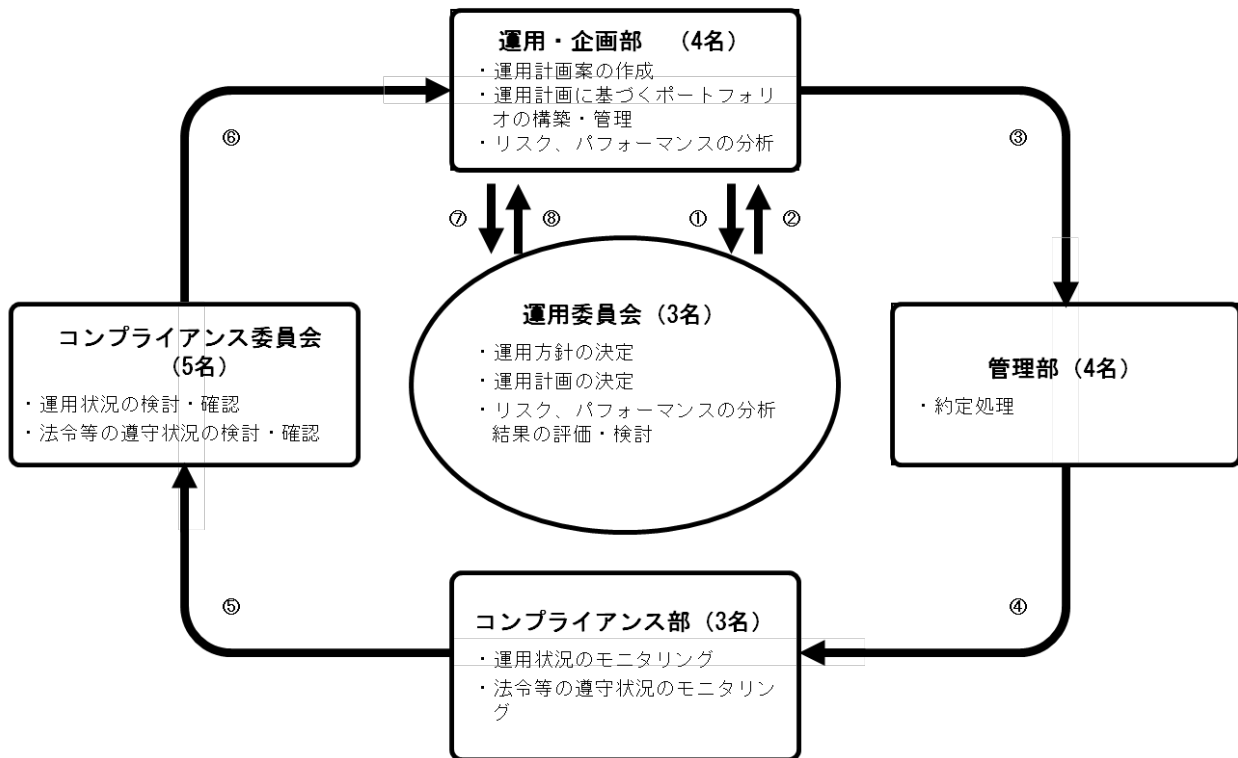 運用・企画部 （4名）
・運用計画案の作成
・運用計画に基づくポートフォリ
オの構築・管理
・リスク、パフォーマンスの分析
⑥
③
⑦
⑧
①
②
運用委員会（3名）
・運用方針の決定
・運用計画の決定
・リスク、パフォーマンスの分析
結果の評価・検討
コンプライアンス委員会
（5名）
・運用状況の検討・確認
・法令等の遵守状況の検討・確認
管理部（4名）
・約定処理
⑤
④
コンプライアンス部（3名）
・運用状況のモニタリング
・法令等の遵守状況のモニタリン
グ